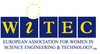 WiTEC
EUROPEAN ASSOCIATION FOR WOMEN IN
SCIENCE ENGINEERING & TECHNOLOGY